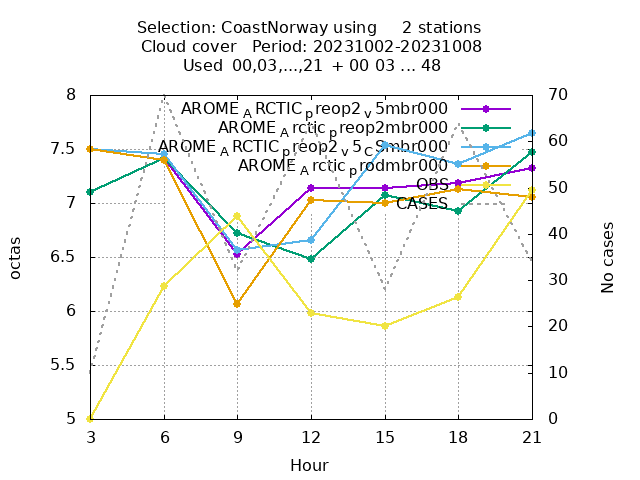 Selection: CoastNorway using 2 stations
Cloud cover Period: 20231002-20231008
Used 00,03,...,21 + 00 03 ... 48
AROME_ARCTIC_preop2_v5mbr000
AROME_Arctic_preop2mbr000
AROME_Arctic_prodmbr000
OBS
CASES
8
7.5
7
6.5
6
5.5
5
70
60
50
40
30
20
10
0
3 6 9 12 15 18 21
octas
No cases
Hour